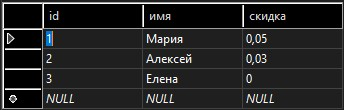 id имя скидка
1 Мария 0,05
2 Алексей 0,03
3 Елена 0
NULL NULL NULL